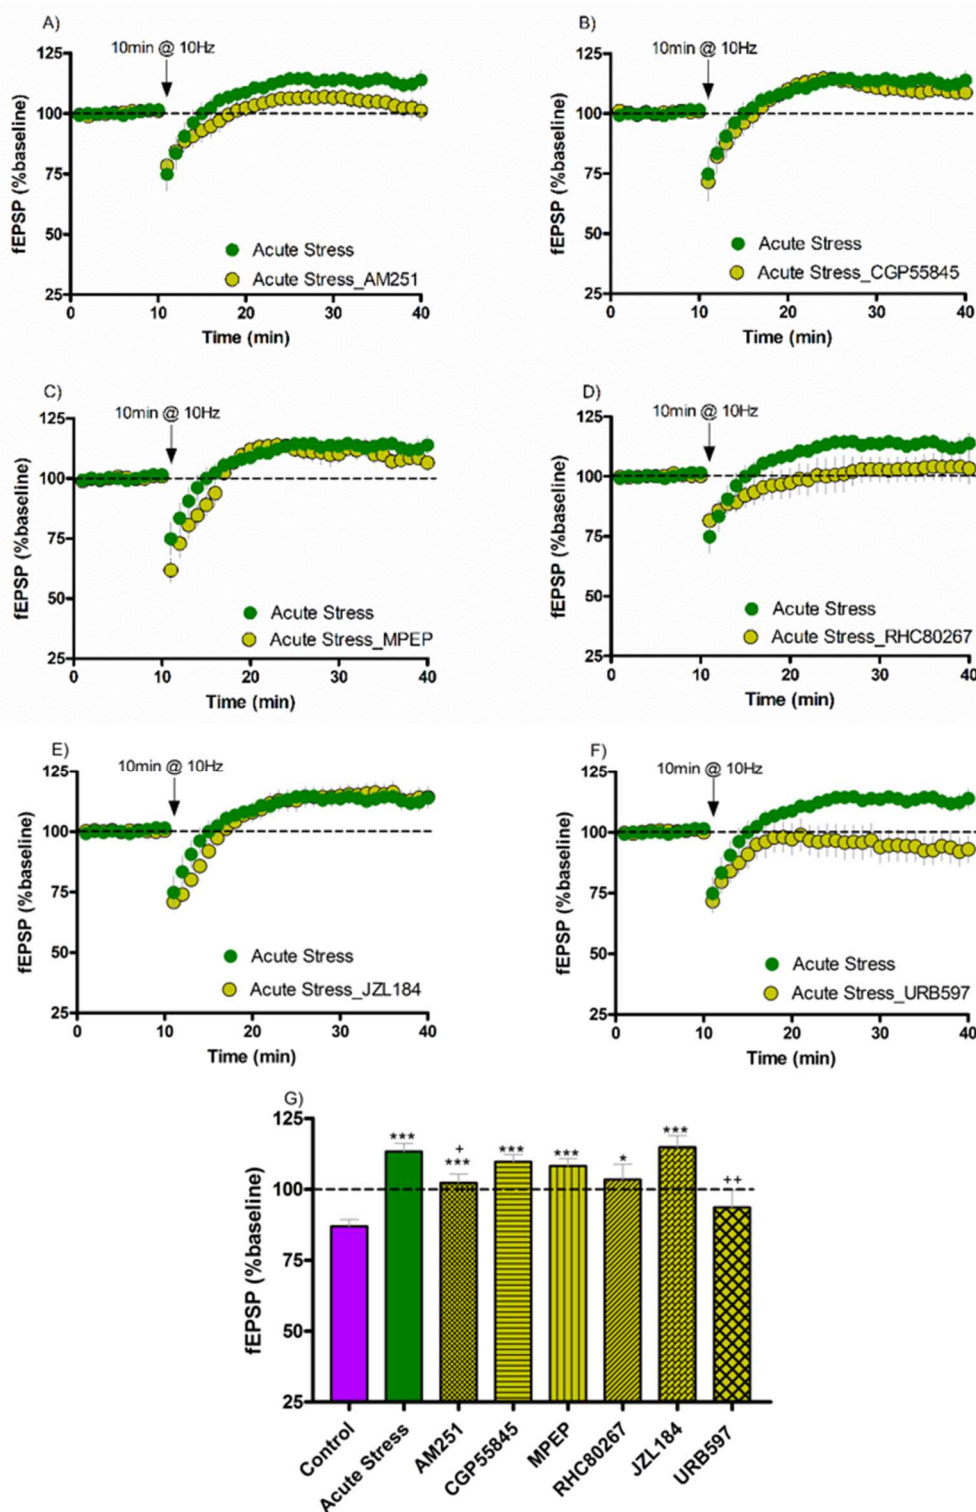 A)
10min @ 10Hz
125
100
75
50
25
fEPSP (%baseline)
Acute Stress
Acute Stress_AM251
0 10 20 30 40
Time (min)
B)
10min @ 10Hz
125
100
75
50
25
fEPSP (%baseline)
Acute Stress
Acute Stress_CGP55845
0 10 20 30 40
Time (min)
C)
10min @ 10Hz
125
100
75
50
25
fEPSP (%baseline)
Acute Stress
Acute Stress_MPEP
0 10 20 30 40
Time (min)
D)
10min @ 10Hz
125
100
75
50
25
fEPSP (%baseline)
Acute Stress
Acute Stress_RHC80267
0 10 20 30 40
Time (min)
E)
10min @ 10Hz
125
100
75
50
25
fEPSP (%baseline)
Acute Stress
Acute Stress_JZL184
0 10 20 30 40
Time (min)
F)
10min @ 10Hz
125
100
75
50
25
fEPSP (%baseline)
Acute Stress
Acute Stress_URB597
0 10 20 30 40
Time (min)
G)
125
100
75
50
25
fEPSP (%baseline)
***
+
***
***
***
*
***
++
Control
Acute Stress
AM251
CGP55845
MPEP
RHC80267
JZL184
URB597